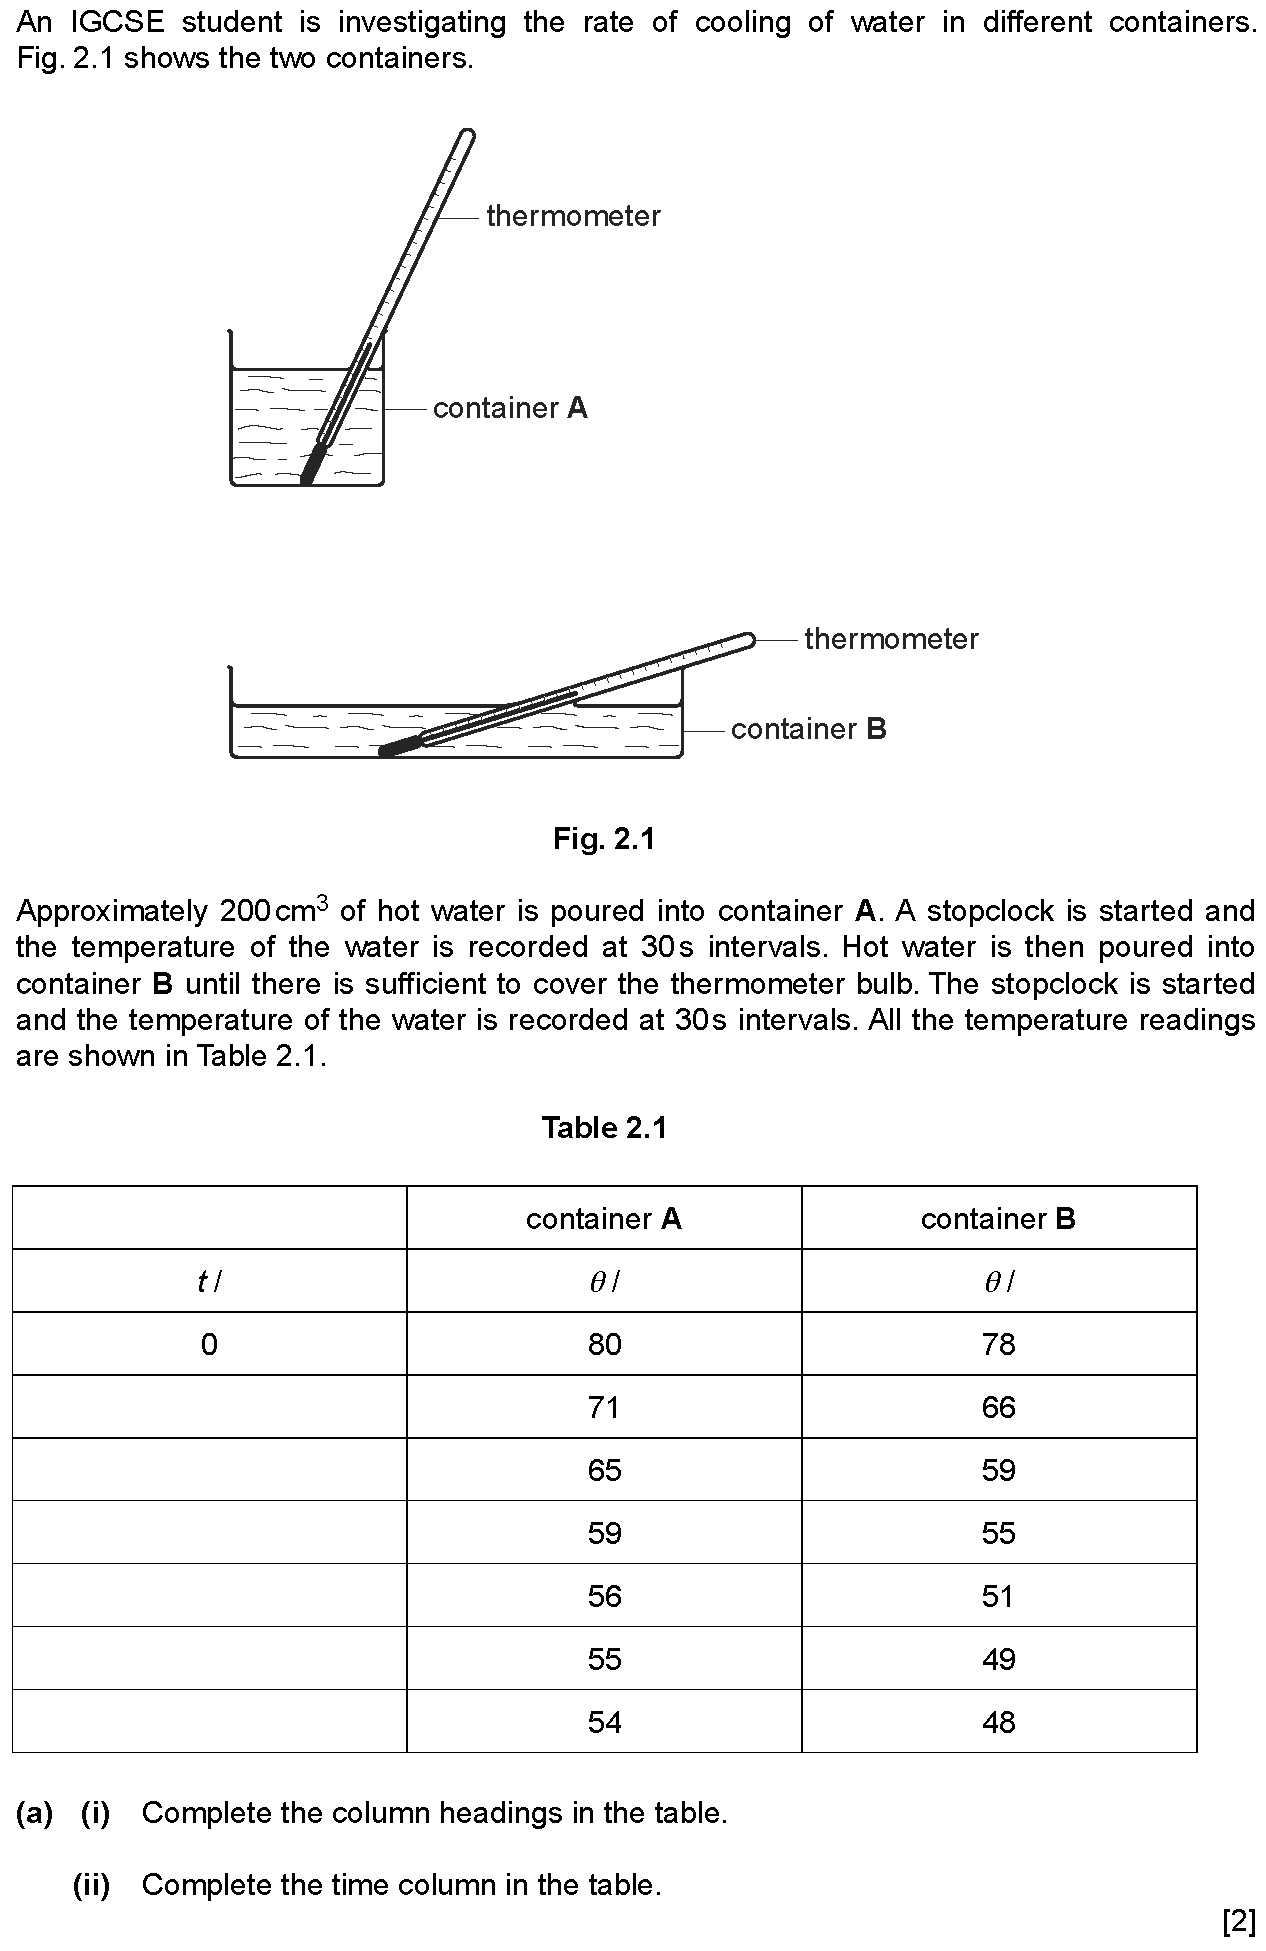 An IGCSE student is investigating the rate of cooling of water in different containers.
Fig. 2.1 shows the two containers.
thermometer
container A
thermometer
container B
Fig. 2.1
Approximately 200 cm³ of hot water is poured into container A. A stopclock is started and
the temperature of the water is recorded at 30 s intervals. Hot water is then poured into
container B until there is sufficient to cover the thermometer bulb. The stopclock is started
and the temperature of the water is recorded at 30 s intervals. All the temperature readings
are shown in Table 2.1.
Table 2.1
container A container B
t / θ / θ /
0 80 78
71 66
65 59
59 55
56 51
55 49
54 48
(a) (i) Complete the column headings in the table.
(ii) Complete the time column in the table.
[2]